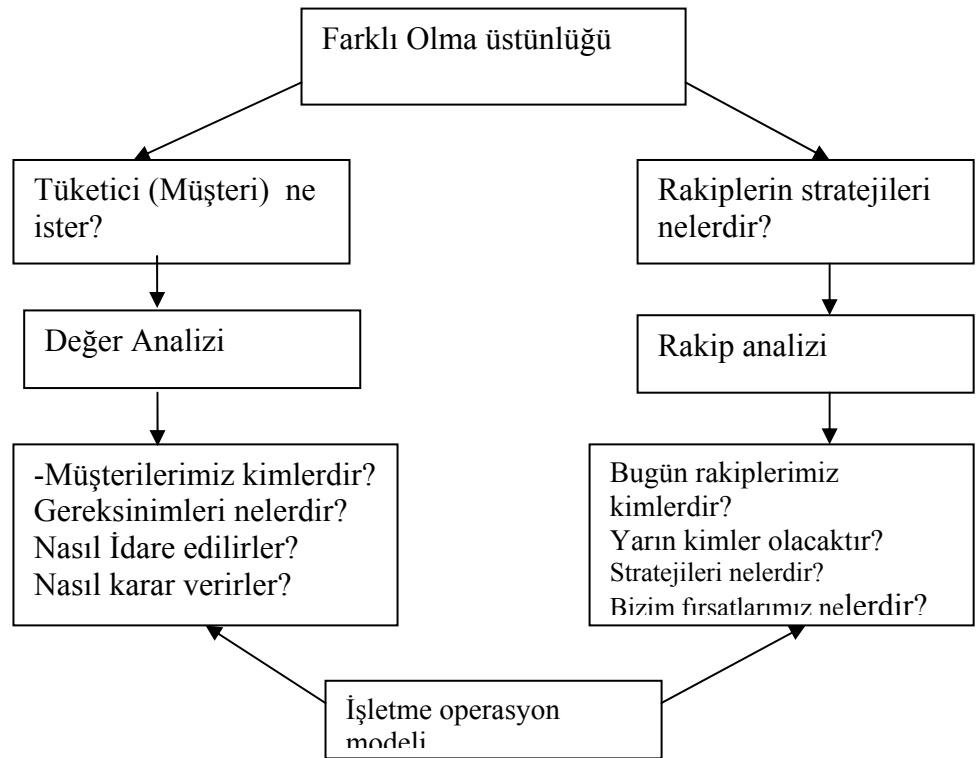 Farklı Olma üstünlüğü
Tüketici (Müşteri) ne
ister?
Rakiplerin stratejileri
nelerdir?
Değer Analizi
Rakip analizi
-Müşterilerimiz kimlerdir?
Gereksinimleri nelerdir?
Nasıl İdare edilirler?
Nasıl karar verirler?
Bugün rakiplerimiz
kimlerdir?
Yarın kimler olacaktır?
Stratejileri nelerdir?
Bizim fırsatlarımız nelerdir?
İşletme operasyon
modeli